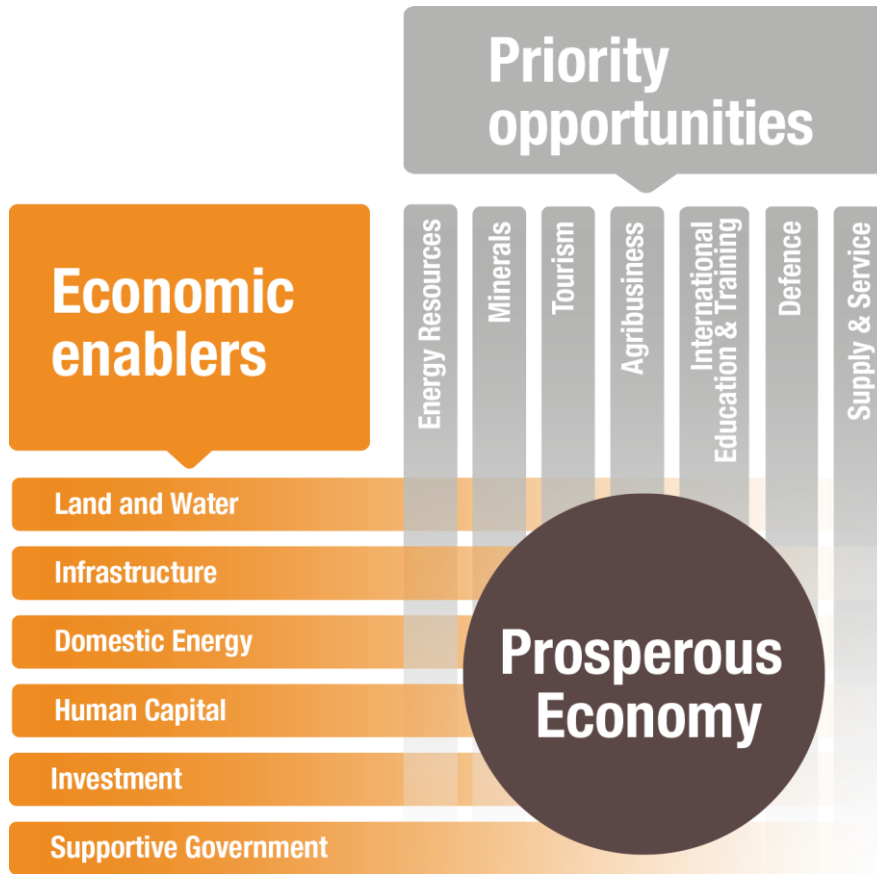 Priority
opportunities
Economic
enablers
Energy Resources
Minerals
Tourism
Agribusiness
International
Education & Training
Defence
Supply & Service
Land and Water
Infrastructure
Domestic Energy
Human Capital
Investment
Supportive Government
Prosperous
Economy